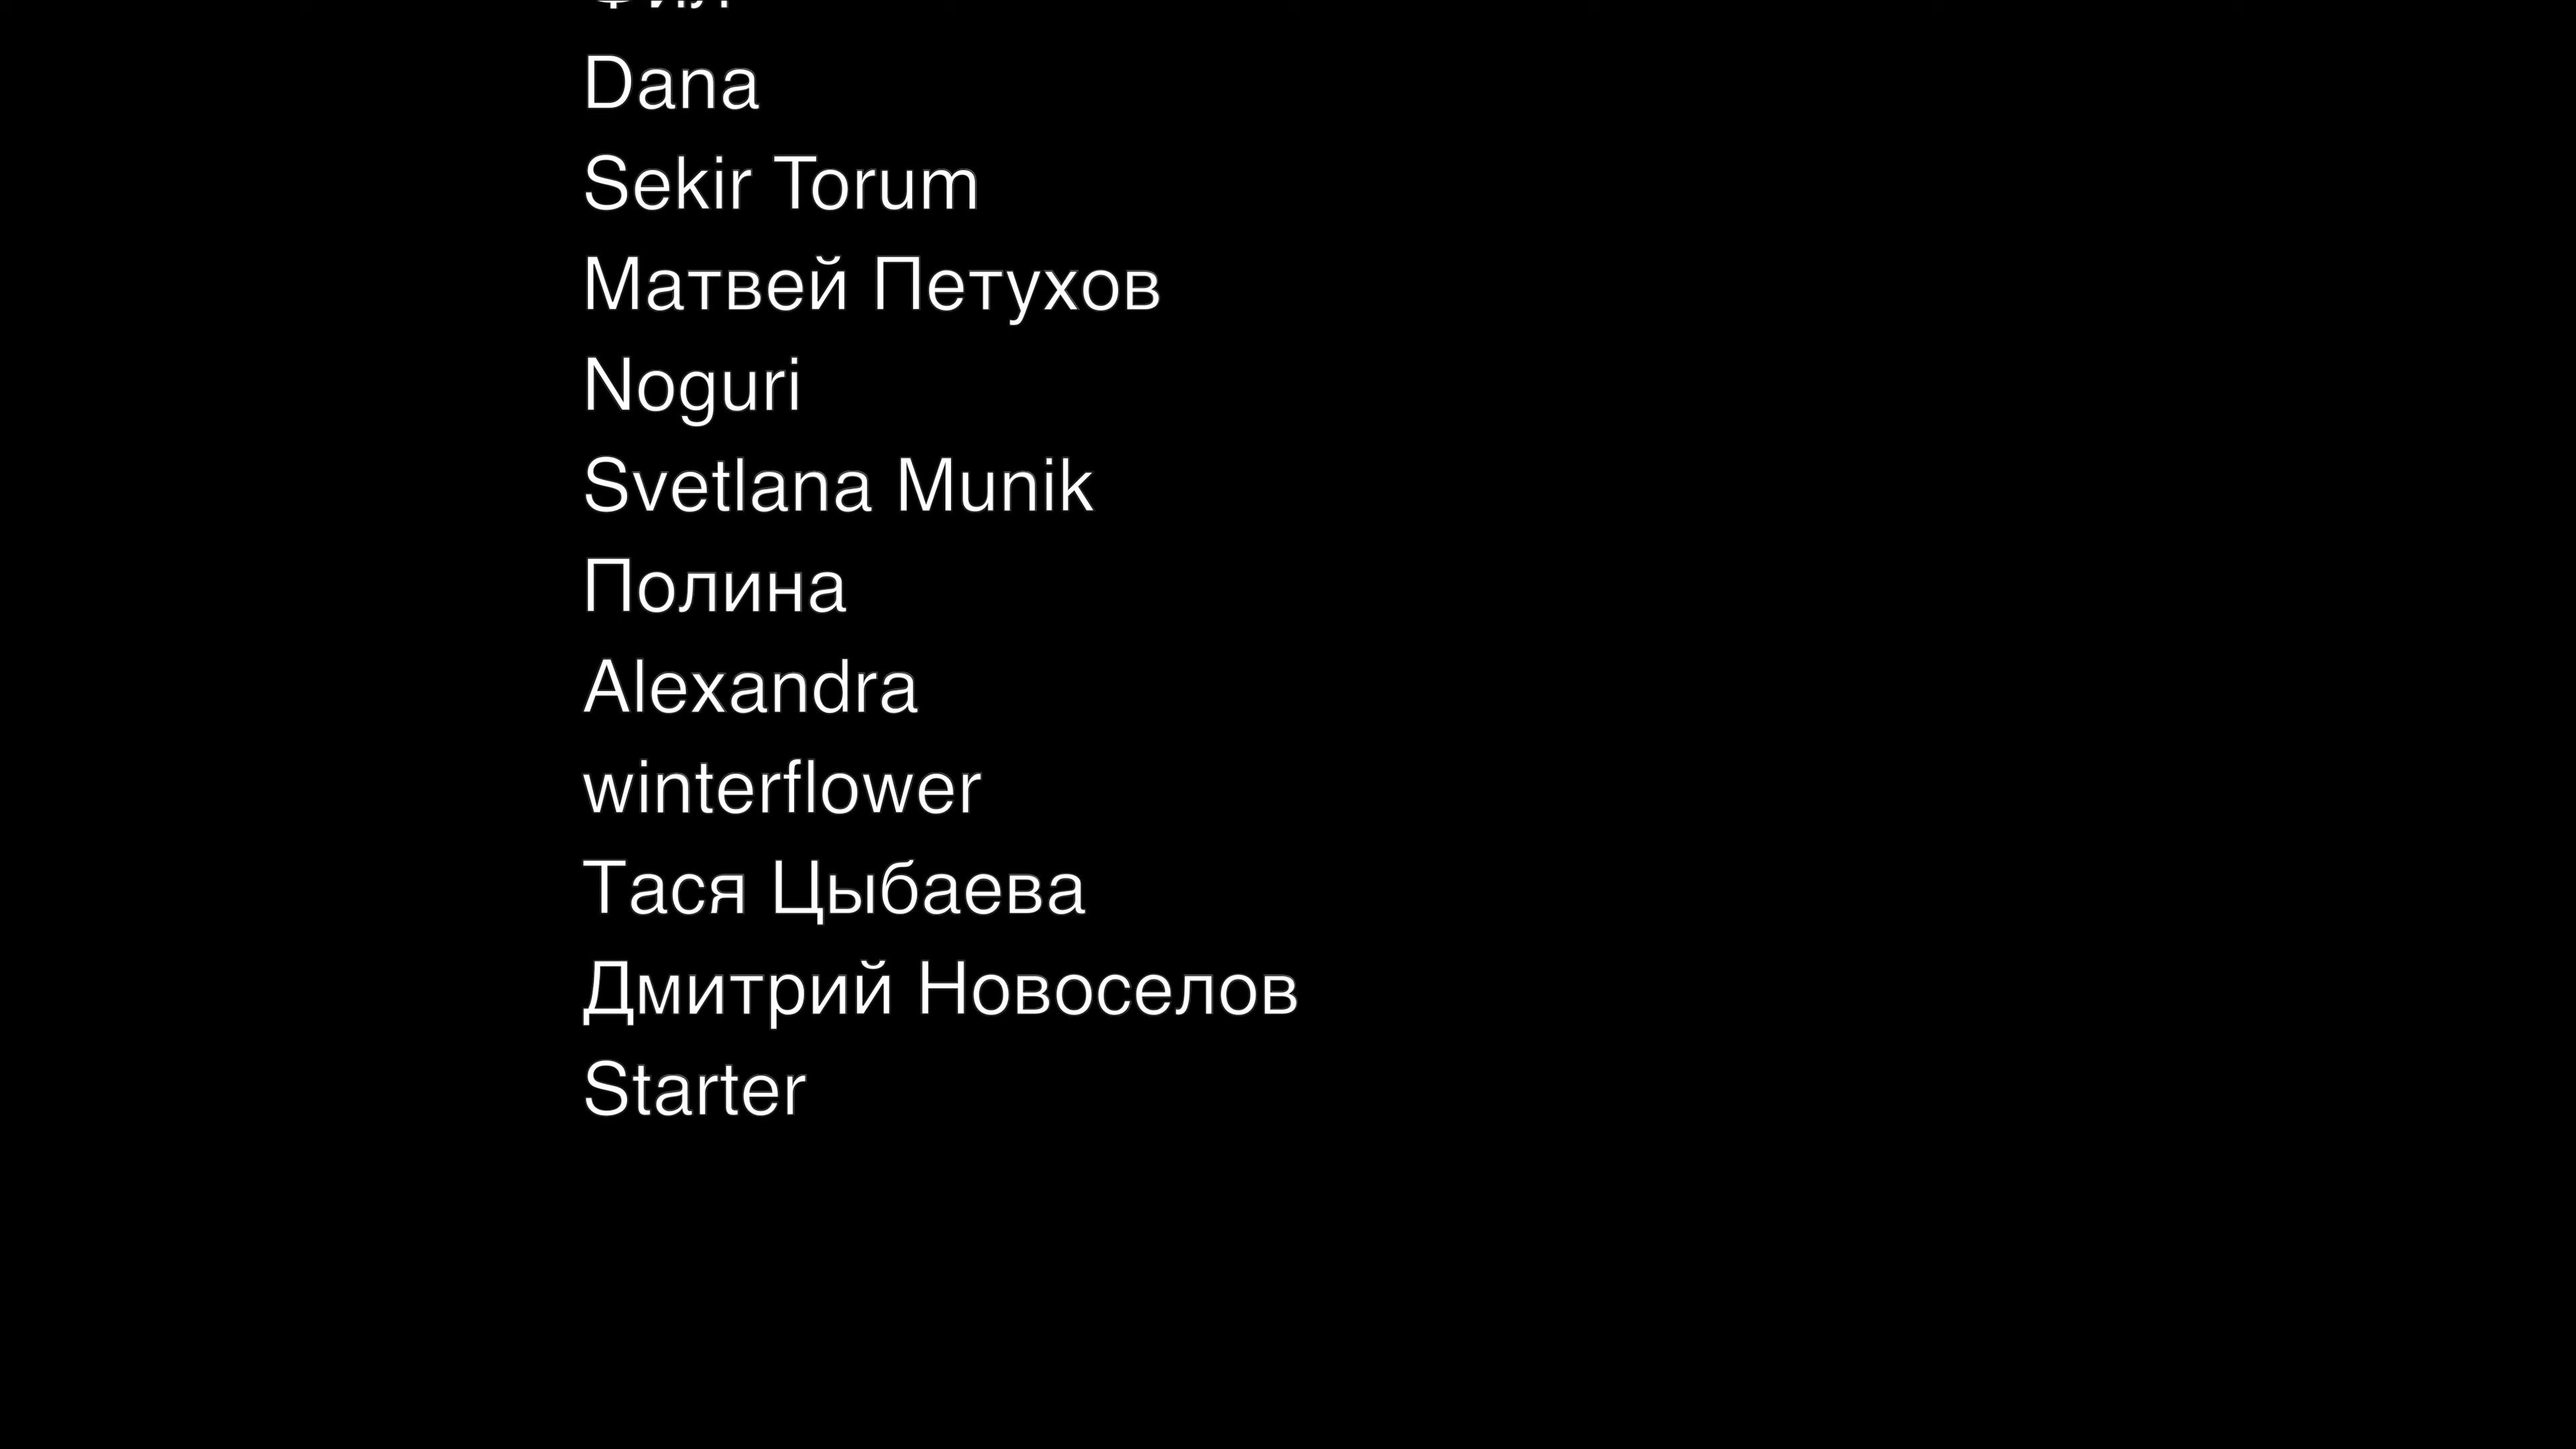 Dana
Sekir Torum
Матвей Петухов
Noguri
Svetlana Munik
Полина
Alexandra
winterflower
Тася Цыбаева
Дмитрий Новоселов
Starter